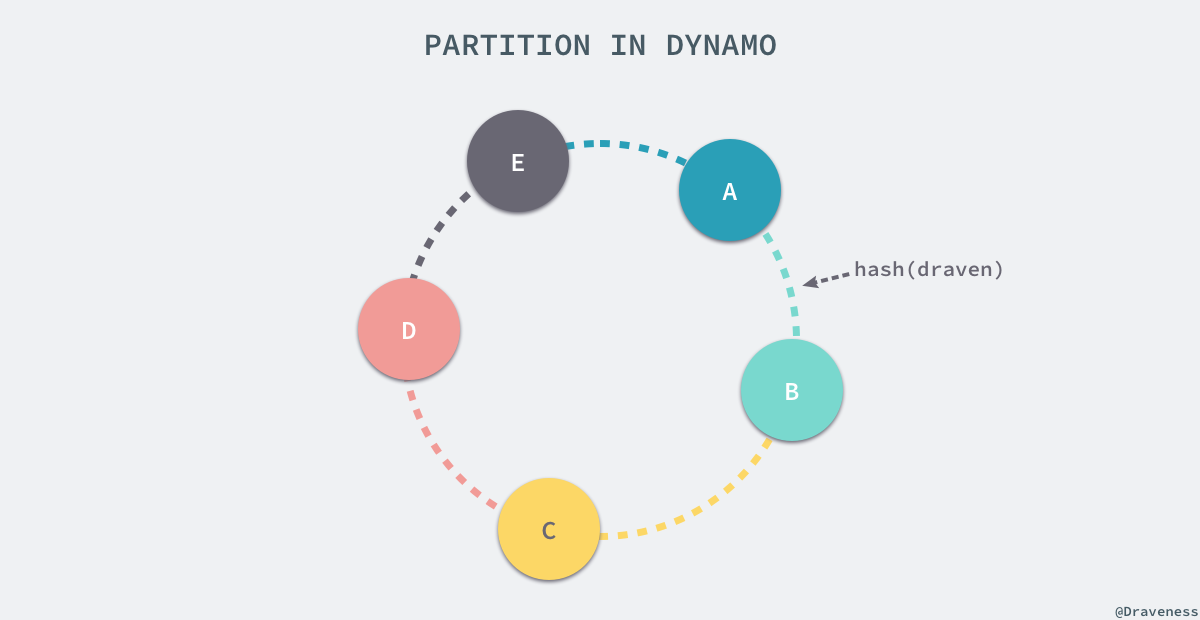 PARTITION IN DYNAMO
E
A
hash(draven)
D
B
C
@Draveness